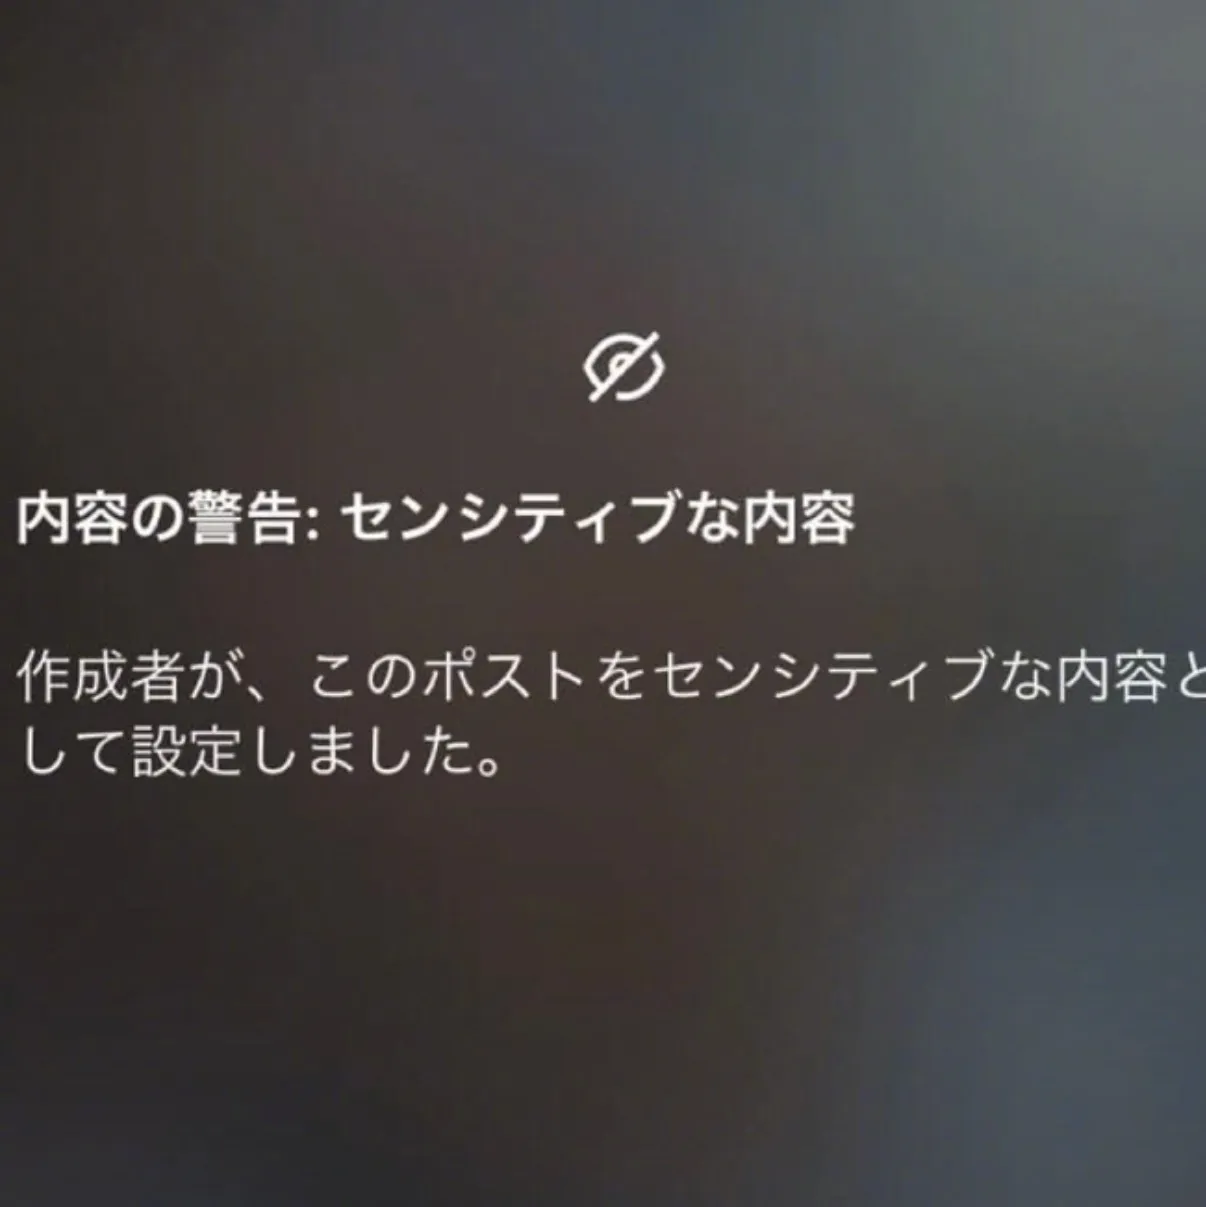 内容の警告: センシティブな内容
作成者が、このポストをセンシティブな内容と
して設定しました。